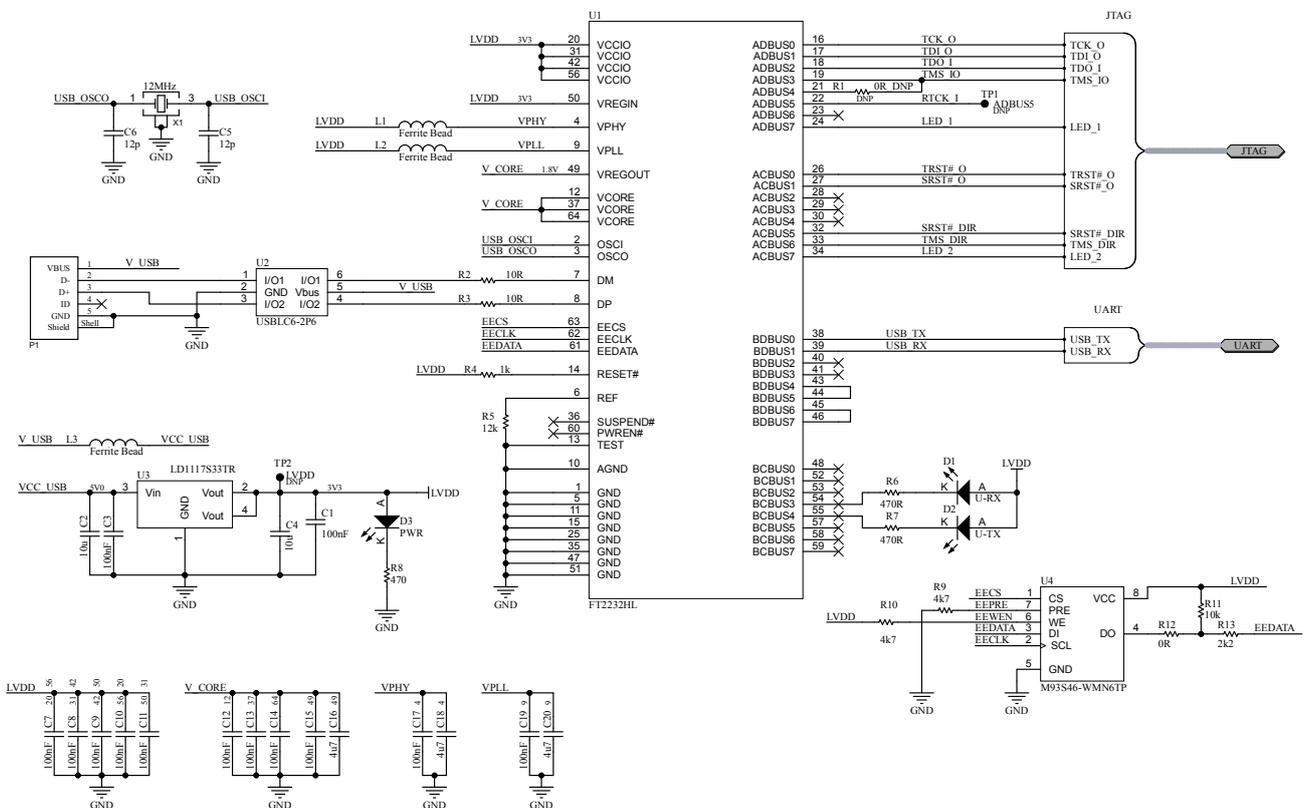 U1
JTAG
LVDD 3V3 20 VCCIO ADBUS0 16 TCK_O TCK_O
31 VCCIO ADBUS1 17 TDI_O TDI_O
42 VCCIO ADBUS2 18 TDO_I TDO_I
56 VCCIO ADBUS3 19 TMS_IO TMS_IO
ADBUS4 21 R1 0R_DNP
DNP
LVDD 3V3 50 VREGIN ADBUS5 22 RTCK_I TP1 ADBUS5
DNP
ADBUS6 23
LVDD L1 Ferrite Bead VPHY 4 VPHY ADBUS7 24 LED_1 LED_1
LVDD L2 Ferrite Bead VPLL 9 VPLL
JTAG
12MHz
USB_OSCO 1 3 USB_OSCI
X1
C6 12p
C5 12p
GND
GND
GND
V_CORE 1.8V 49 VREGOUT ACBUS0 26 TRST#_O TRST#_O
ACBUS1 27 SRST#_O SRST#_O
12 VCORE ACBUS2 28
V_CORE 37 VCORE ACBUS3 29
64 VCORE ACBUS4 30
ACBUS5 32 SRST#_DIR SRST#_DIR
USB_OSCI 2 OSCI ACBUS6 33 TMS_DIR TMS_DIR
USB_OSCO 3 OSCO ACBUS7 34 LED_2 LED_2
VBUS 1 V_USB
D- 2
D+ 3
ID 4
GND 5
Shield Shell
P1
U2
1 I/O1 I/O1 6
2 GND Vbus 5 V_USB
3 I/O2 I/O2 4
USBLC6-2P6
GND
R2 10R 7 DM
R3 10R 8 DP
UART
EECS 63 EECS
EECLK 62 EECLK BDBUS0 38 USB_TX USB_TX
EEDATA 61 EEDATA BDBUS1 39 USB_RX USB_RX
UART
BDBUS2 40
LVDD R4 1k 14 RESET# BDBUS3 41
BDBUS4 43
6 REF BDBUS5 44
BDBUS6 45
R5 12k
36 SUSPEND# BDBUS7 46
60 PWREN#
13 TEST
10 AGND BCBUS0 48
BCBUS1 52
1 GND BCBUS2 53
5 GND BCBUS3 54
11 GND BCBUS4 55
15 GND BCBUS5 57
25 GND BCBUS6 58
35 GND BCBUS7 59
47 GND
51 GND
GND
FT2232HL
D1 LVDD
R6 470R K A U-RX
D2
R7 470R K A U-TX
V_USB L3 VCC_USB
Ferrite Bead
U3 LD1117S33TR
TP2 LVDD
DNP
VCC_USB 5V0 3 Vin Vout 2 3V3 LVDD
Vout 4
GND
1
C2 10u
C3 100nF
C4 10u
C1 100nF
A D3 PWR
K
R8 470
GND
GND
R9 4k7
LVDD R10 4k7
U4
EECS 1 CS VCC 8 LVDD
EEPRE 7 PRE
EEWEN 6 WE
EEDATA 3 DI DO 4
EECLK 2 SCL
5 GND
M93S46-WMN6TP
R11 10k
R12 0R
R13 2k2
EEDATA
GND
GND
LVDD 56 42 50 20 31
20 31 42 56 50
C7 100nF
C8 100nF
C9 100nF
C10 100nF
C11 100nF
GND
V_CORE
12 37 64 49 49
C12 100nF
C13 100nF
C14 100nF
C15 100nF
C16 4u7
GND
VPHY
4 4
C17 100nF
C18 4u7
GND
VPLL
9 9
C19 100nF
C20 4u7
GND